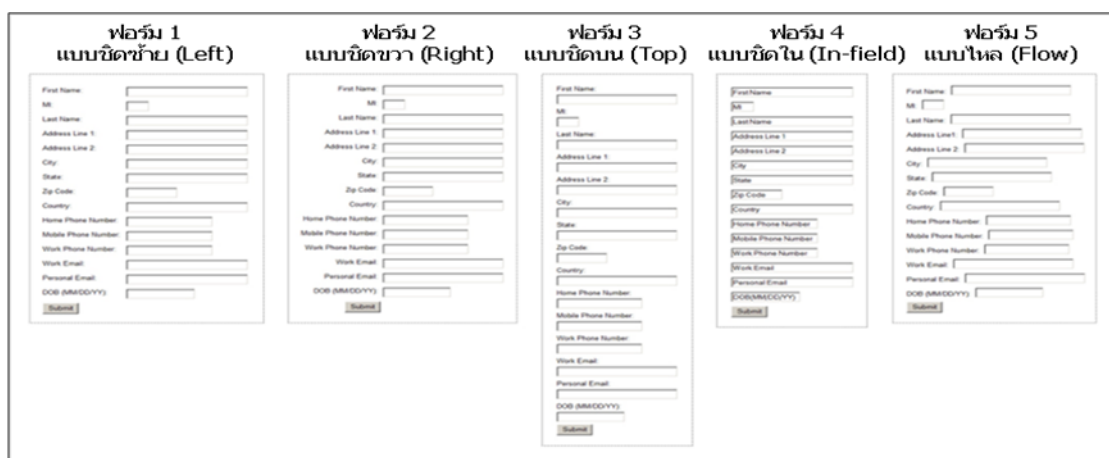 ฟอร์ม 1
แบบชิดซ้าย (Left)
First Name:
MI:
Last Name:
Address Line 1:
Address Line 2:
City:
State:
Zip Code:
Country:
Home Phone Number:
Mobile Phone Number:
Work Phone Number:
Work Email:
Personal Email:
DOB (MM/DD/YY):
Submit
ฟอร์ม 2
แบบชิดขวา (Right)
First Name:
MI:
Last Name:
Address Line 1:
Address Line 2:
City:
State:
Zip Code:
Country:
Home Phone Number:
Mobile Phone Number:
Work Phone Number:
Work Email:
Personal Email:
DOB (MM/DD/YY):
Submit
ฟอร์ม 3
แบบชิดบน (Top)
First Name:
MI:
Last Name:
Address Line 1:
Address Line 2:
City:
State:
Zip Code:
Country:
Home Phone Number:
Mobile Phone Number:
Work Phone Number:
Work Email:
Personal Email:
DOB (MM/DD/YY):
Submit
ฟอร์ม 4
แบบชิดใน (In-field)
First Name
MI
Last Name
Address Line 1
Address Line 2
City
State
Zip Code
Country
Home Phone Number
Mobile Phone Number
Work Phone Number
Work Email
Personal Email
DOB(MM/DD/YY)
Submit
ฟอร์ม 5
แบบไหล (Flow)
First Name:
MI:
Last Name:
Address Line1:
Address Line 2:
City:
State:
Zip Code:
Country:
Home Phone Number:
Mobile Phone Number:
Work Phone Number:
Work Email:
Personal Email:
DOB (MM/DD/YY):
Submit